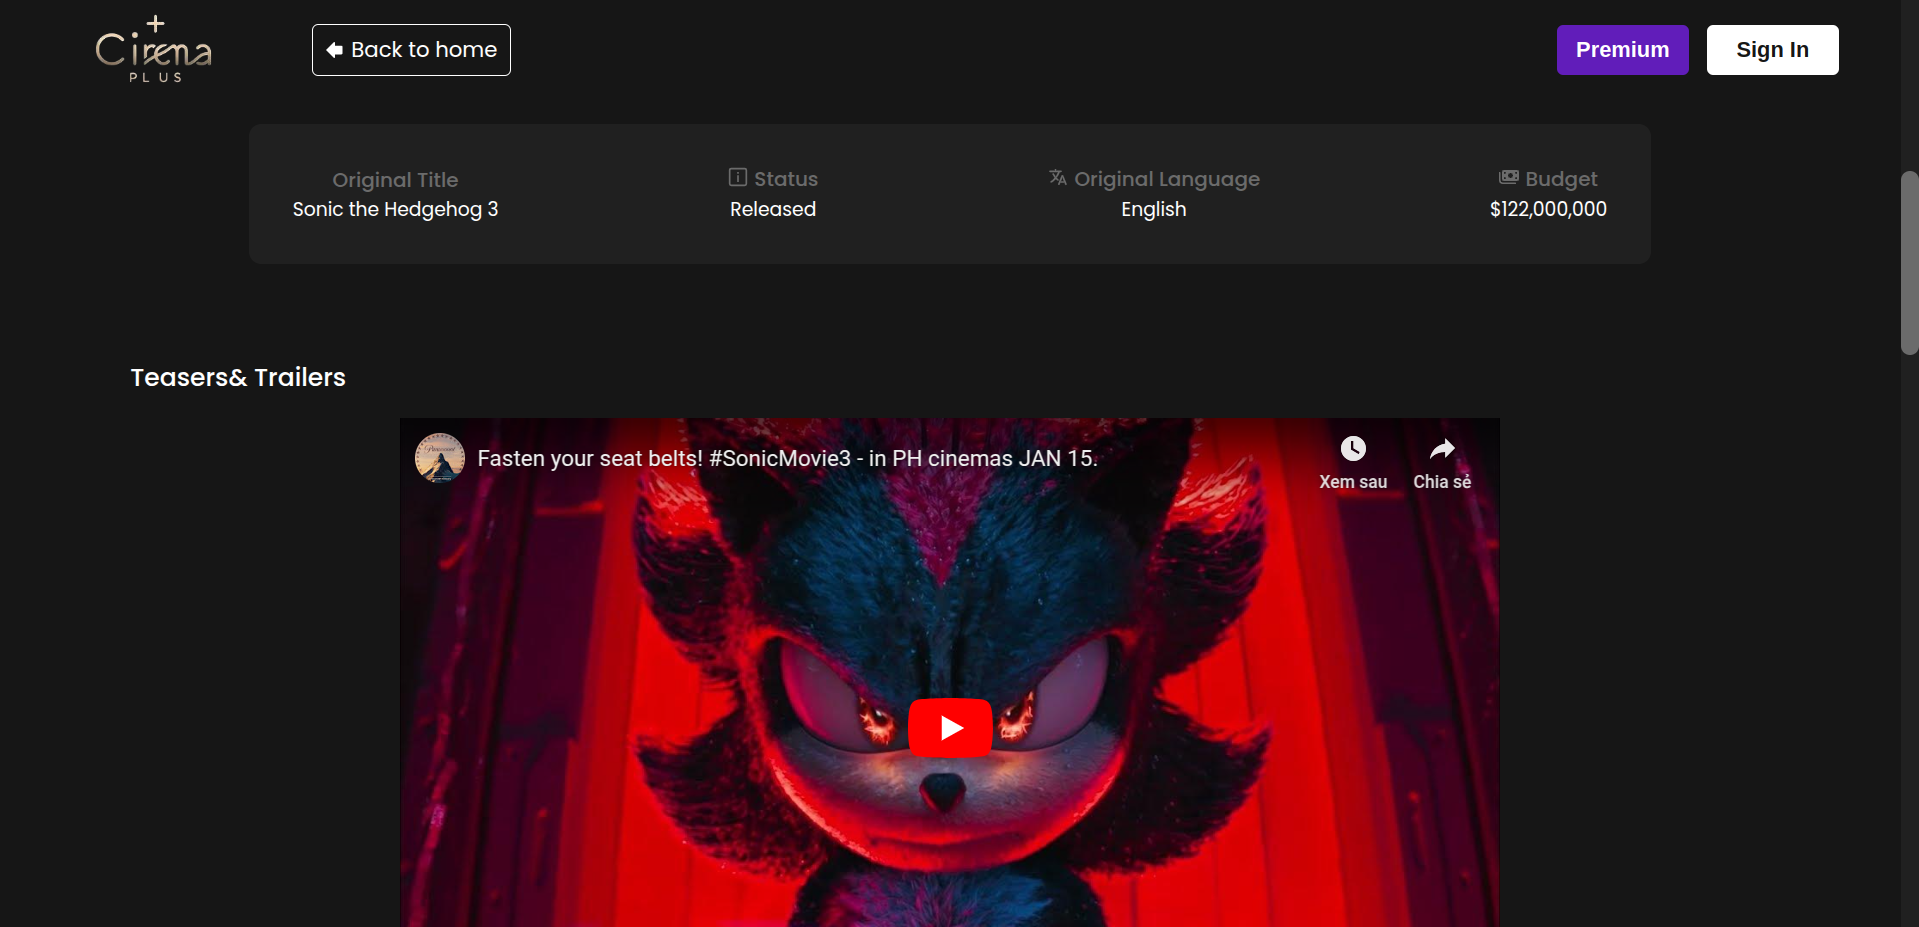 Cinema
PLUS
Back to home
Premium
Sign In
Original Title
Sonic the Hedgehog 3
Status
Released
Original Language
English
Budget
$122,000,000
Teasers& Trailers
Fasten your seat belts! #SonicMovie3 - in PH cinemas JAN 15.
Xem sau
Chia sẻ